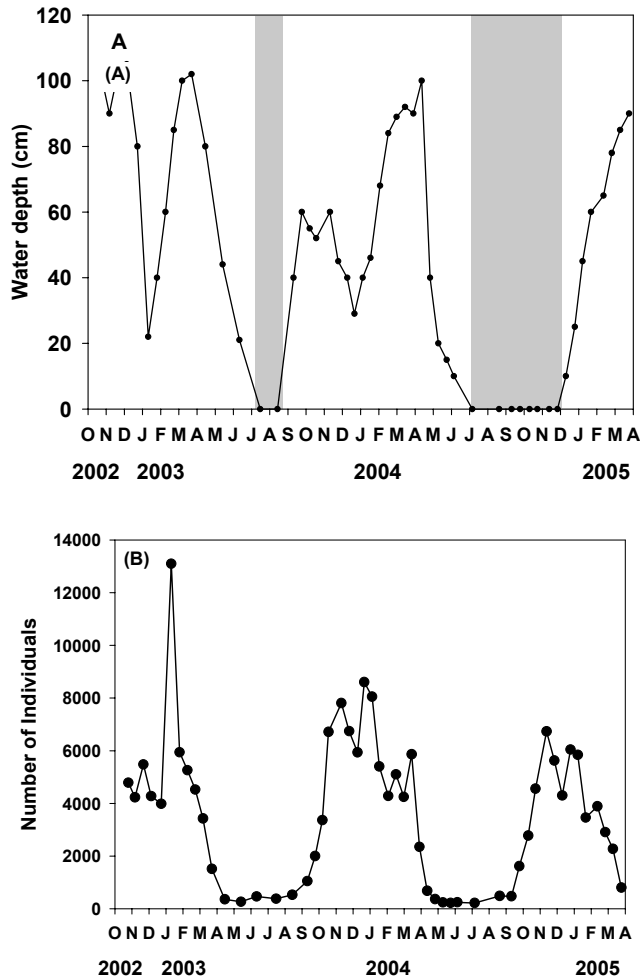 120
A
100
(A)
80
60
40
20
0
Water depth (cm)
O N D J F M A M J J A S O N D J F M A M J J A S O N D J F M A
2002 2003 2004 2005
14000
(B)
12000
10000
8000
6000
4000
2000
0
Number of Individuals
O N D J F M A M J J A S O N D J F M A M J J A S O N D J F M A
2002 2003 2004 2005